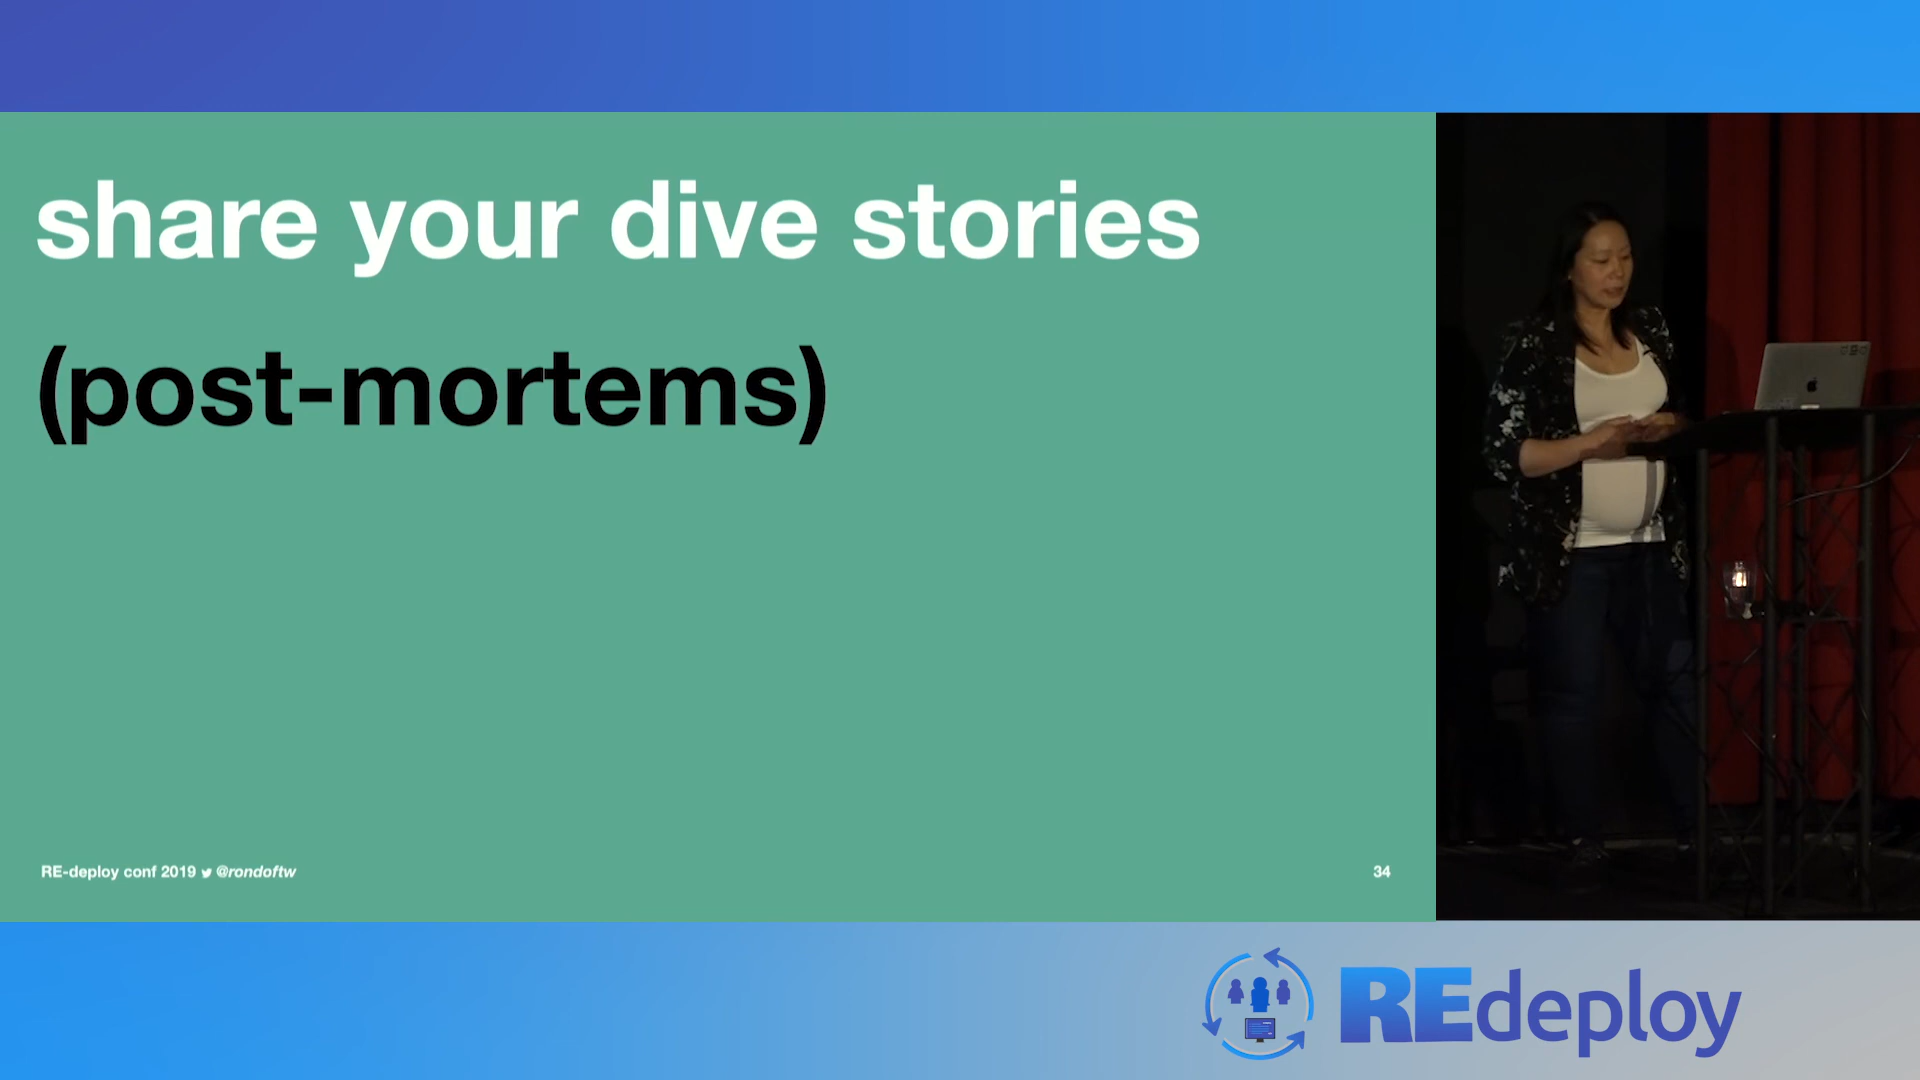 share your dive stories
(post-mortems)
RE-deploy conf 2019 @rondoftw
34
REdeploy